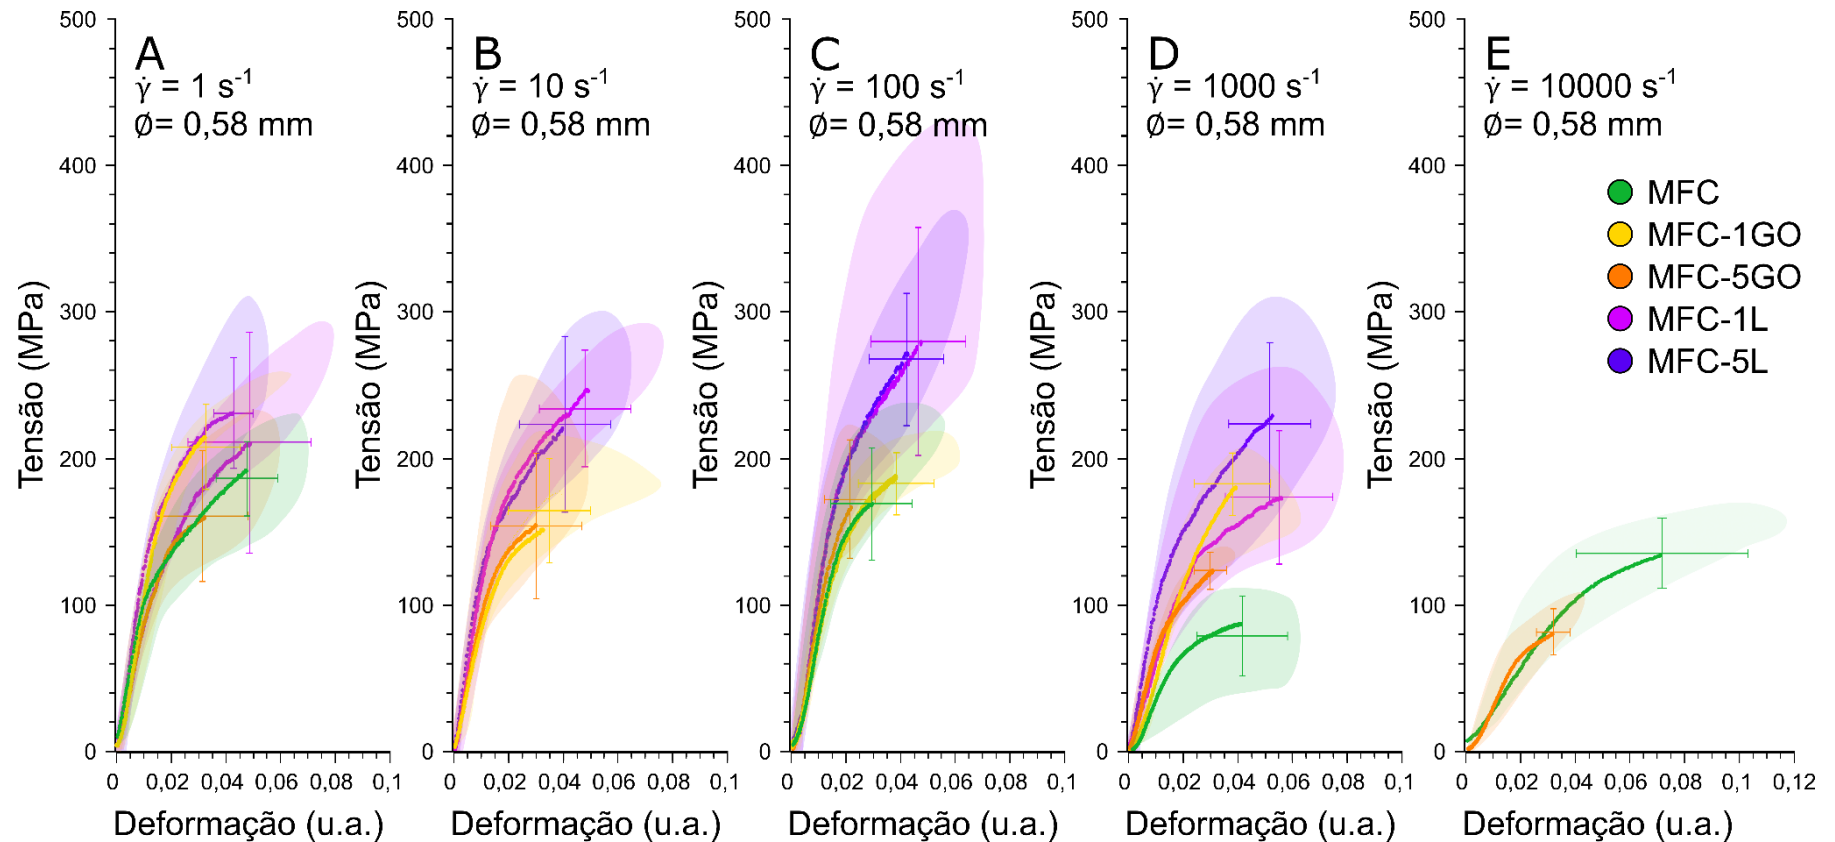 A
γ̇ = 1 s⁻¹
Ø= 0,58 mm
500
400
300
200
100
0
Tensão (MPa)
0 0,02 0,04 0,06 0,08 0,1
Deformação (u.a.)
B
γ̇ = 10 s⁻¹
Ø= 0,58 mm
500
400
300
200
100
0
Tensão (MPa)
0 0,02 0,04 0,06 0,08 0,1
Deformação (u.a.)
C
γ̇ = 100 s⁻¹
Ø= 0,58 mm
500
400
300
200
100
0
Tensão (MPa)
0 0,02 0,04 0,06 0,08 0,1
Deformação (u.a.)
D
γ̇ = 1000 s⁻¹
Ø= 0,58 mm
500
400
300
200
100
0
Tensão (MPa)
0 0,02 0,04 0,06 0,08 0,1
Deformação (u.a.)
E
γ̇ = 10000 s⁻¹
Ø= 0,58 mm
500
400
300
200
100
0
Tensão (MPa)
0 0,02 0,04 0,06 0,08 0,1 0,12
Deformação (u.a.)
MFC
MFC-1GO
MFC-5GO
MFC-1L
MFC-5L